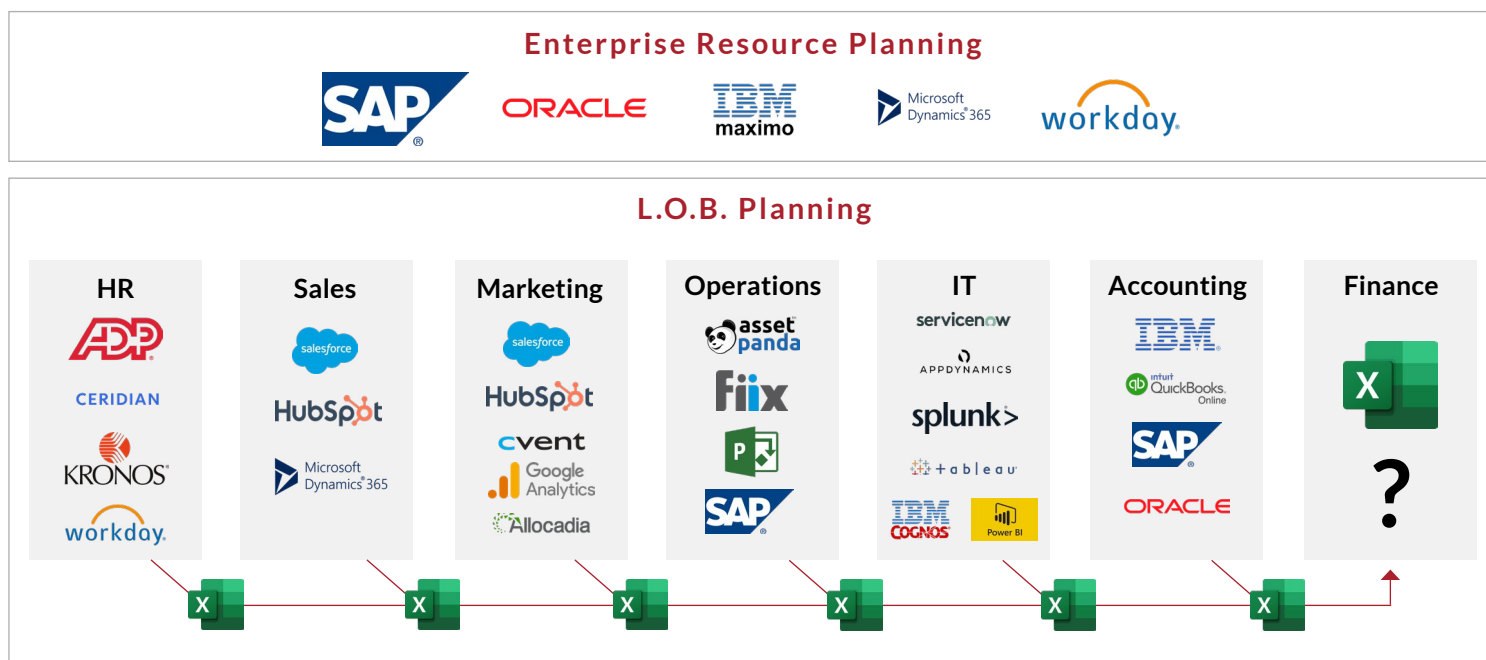 Enterprise Resource Planning
SAP®
ORACLE
IBM
maximo
Microsoft
Dynamics® 365
workday.
L.O.B. Planning
HR
ADP®
CERIDIAN
KRONOS®
workday.
Sales
salesforce
HubSpot
Microsoft
Dynamics® 365
Marketing
salesforce
HubSpot
cvent
Google
Analytics
Allocadia
Operations
asset
panda
Fiix
P
SAP®
IT
servicenow
APPDYNAMICS
splunk>
+ableau
IBM
COGNOS®
Power BI
Accounting
IBM®
qb
intuit
QuickBooks.
Online
SAP®
ORACLE
Finance
X
?
X
X
X
X
X
X